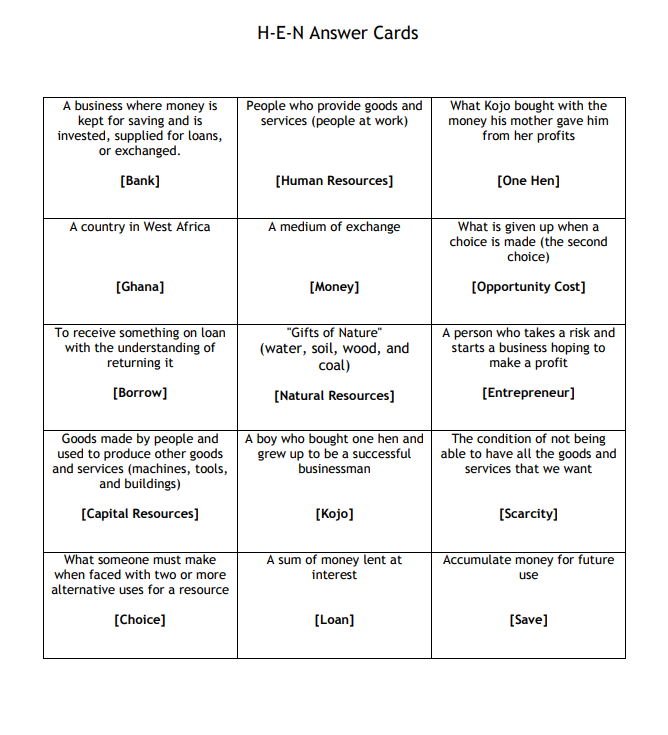 H-E-N Answer Cards
A business where money is
kept for saving and is
invested, supplied for loans,
or exchanged.
[Bank]
People who provide goods and
services (people at work)
[Human Resources]
What Kojo bought with the
money his mother gave him
from her profits
[One Hen]
A country in West Africa
[Ghana]
A medium of exchange
[Money]
What is given up when a
choice is made (the second
choice)
[Opportunity Cost]
To receive something on loan
with the understanding of
returning it
[Borrow]
"Gifts of Nature"
(water, soil, wood, and
coal)
[Natural Resources]
A person who takes a risk and
starts a business hoping to
make a profit
[Entrepreneur]
Goods made by people and
used to produce other goods
and services (machines, tools,
and buildings)
[Capital Resources]
A boy who bought one hen and
grew up to be a successful
businessman
[Kojo]
The condition of not being
able to have all the goods and
services that we want
[Scarcity]
What someone must make
when faced with two or more
alternative uses for a resource
[Choice]
A sum of money lent at
interest
[Loan]
Accumulate money for future
use
[Save]